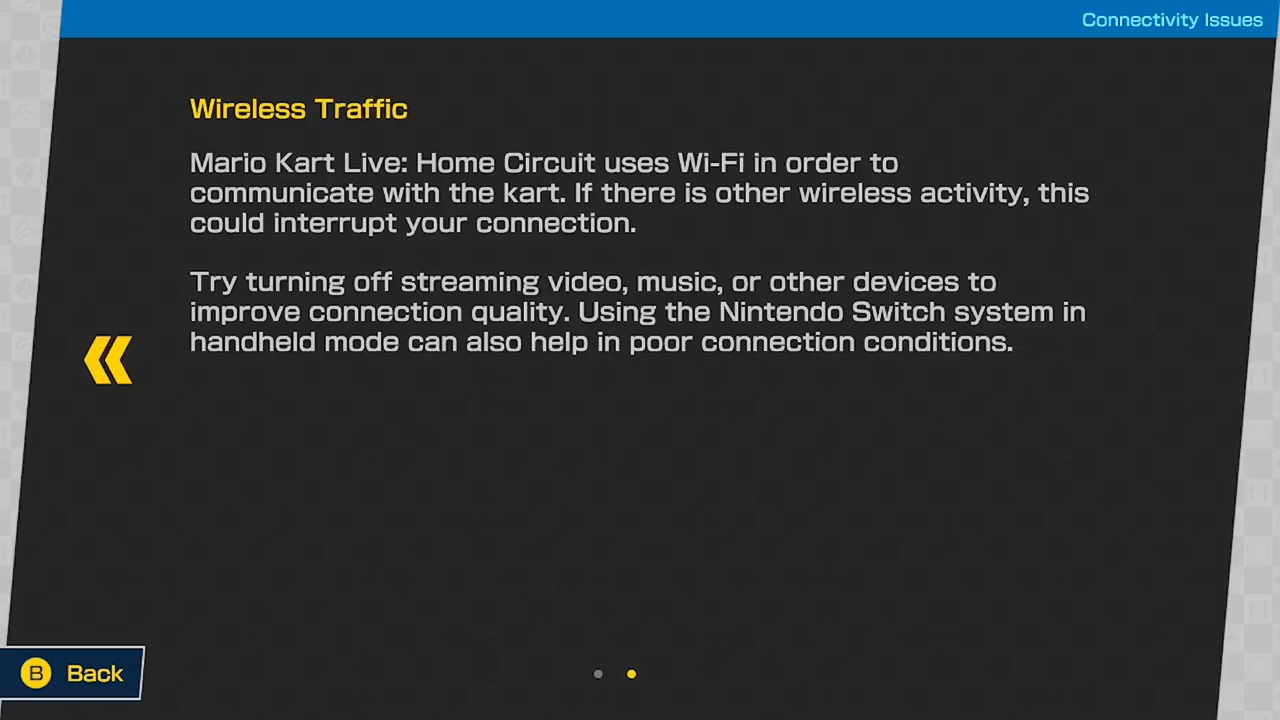 Connectivity Issues
Wireless Traffic
Mario Kart Live: Home Circuit uses Wi-Fi in order to
communicate with the kart. If there is other wireless activity, this
could interrupt your connection.
Try turning off streaming video, music, or other devices to
improve connection quality. Using the Nintendo Switch system in
handheld mode can also help in poor connection conditions.
B Back